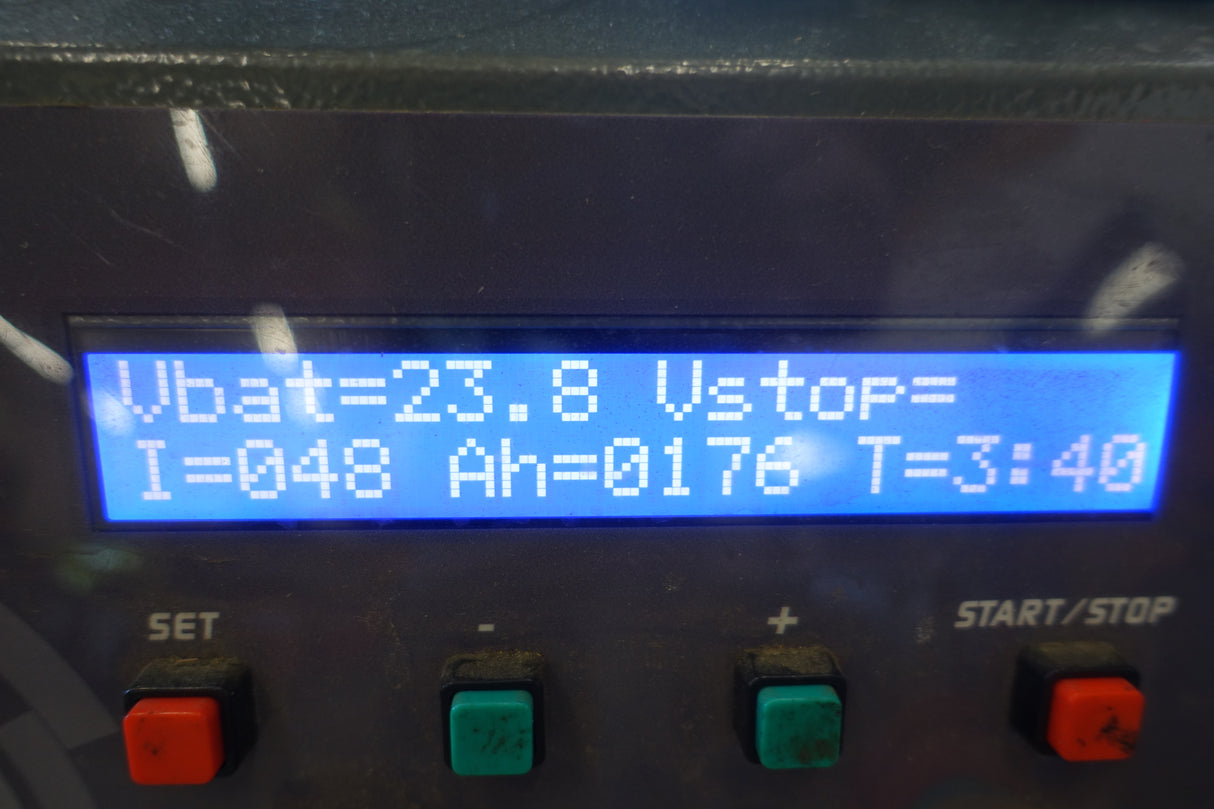 Vbat=23.8 Vstop=
I=048 Ah=0176 T=3:40
SET - + START/STOP